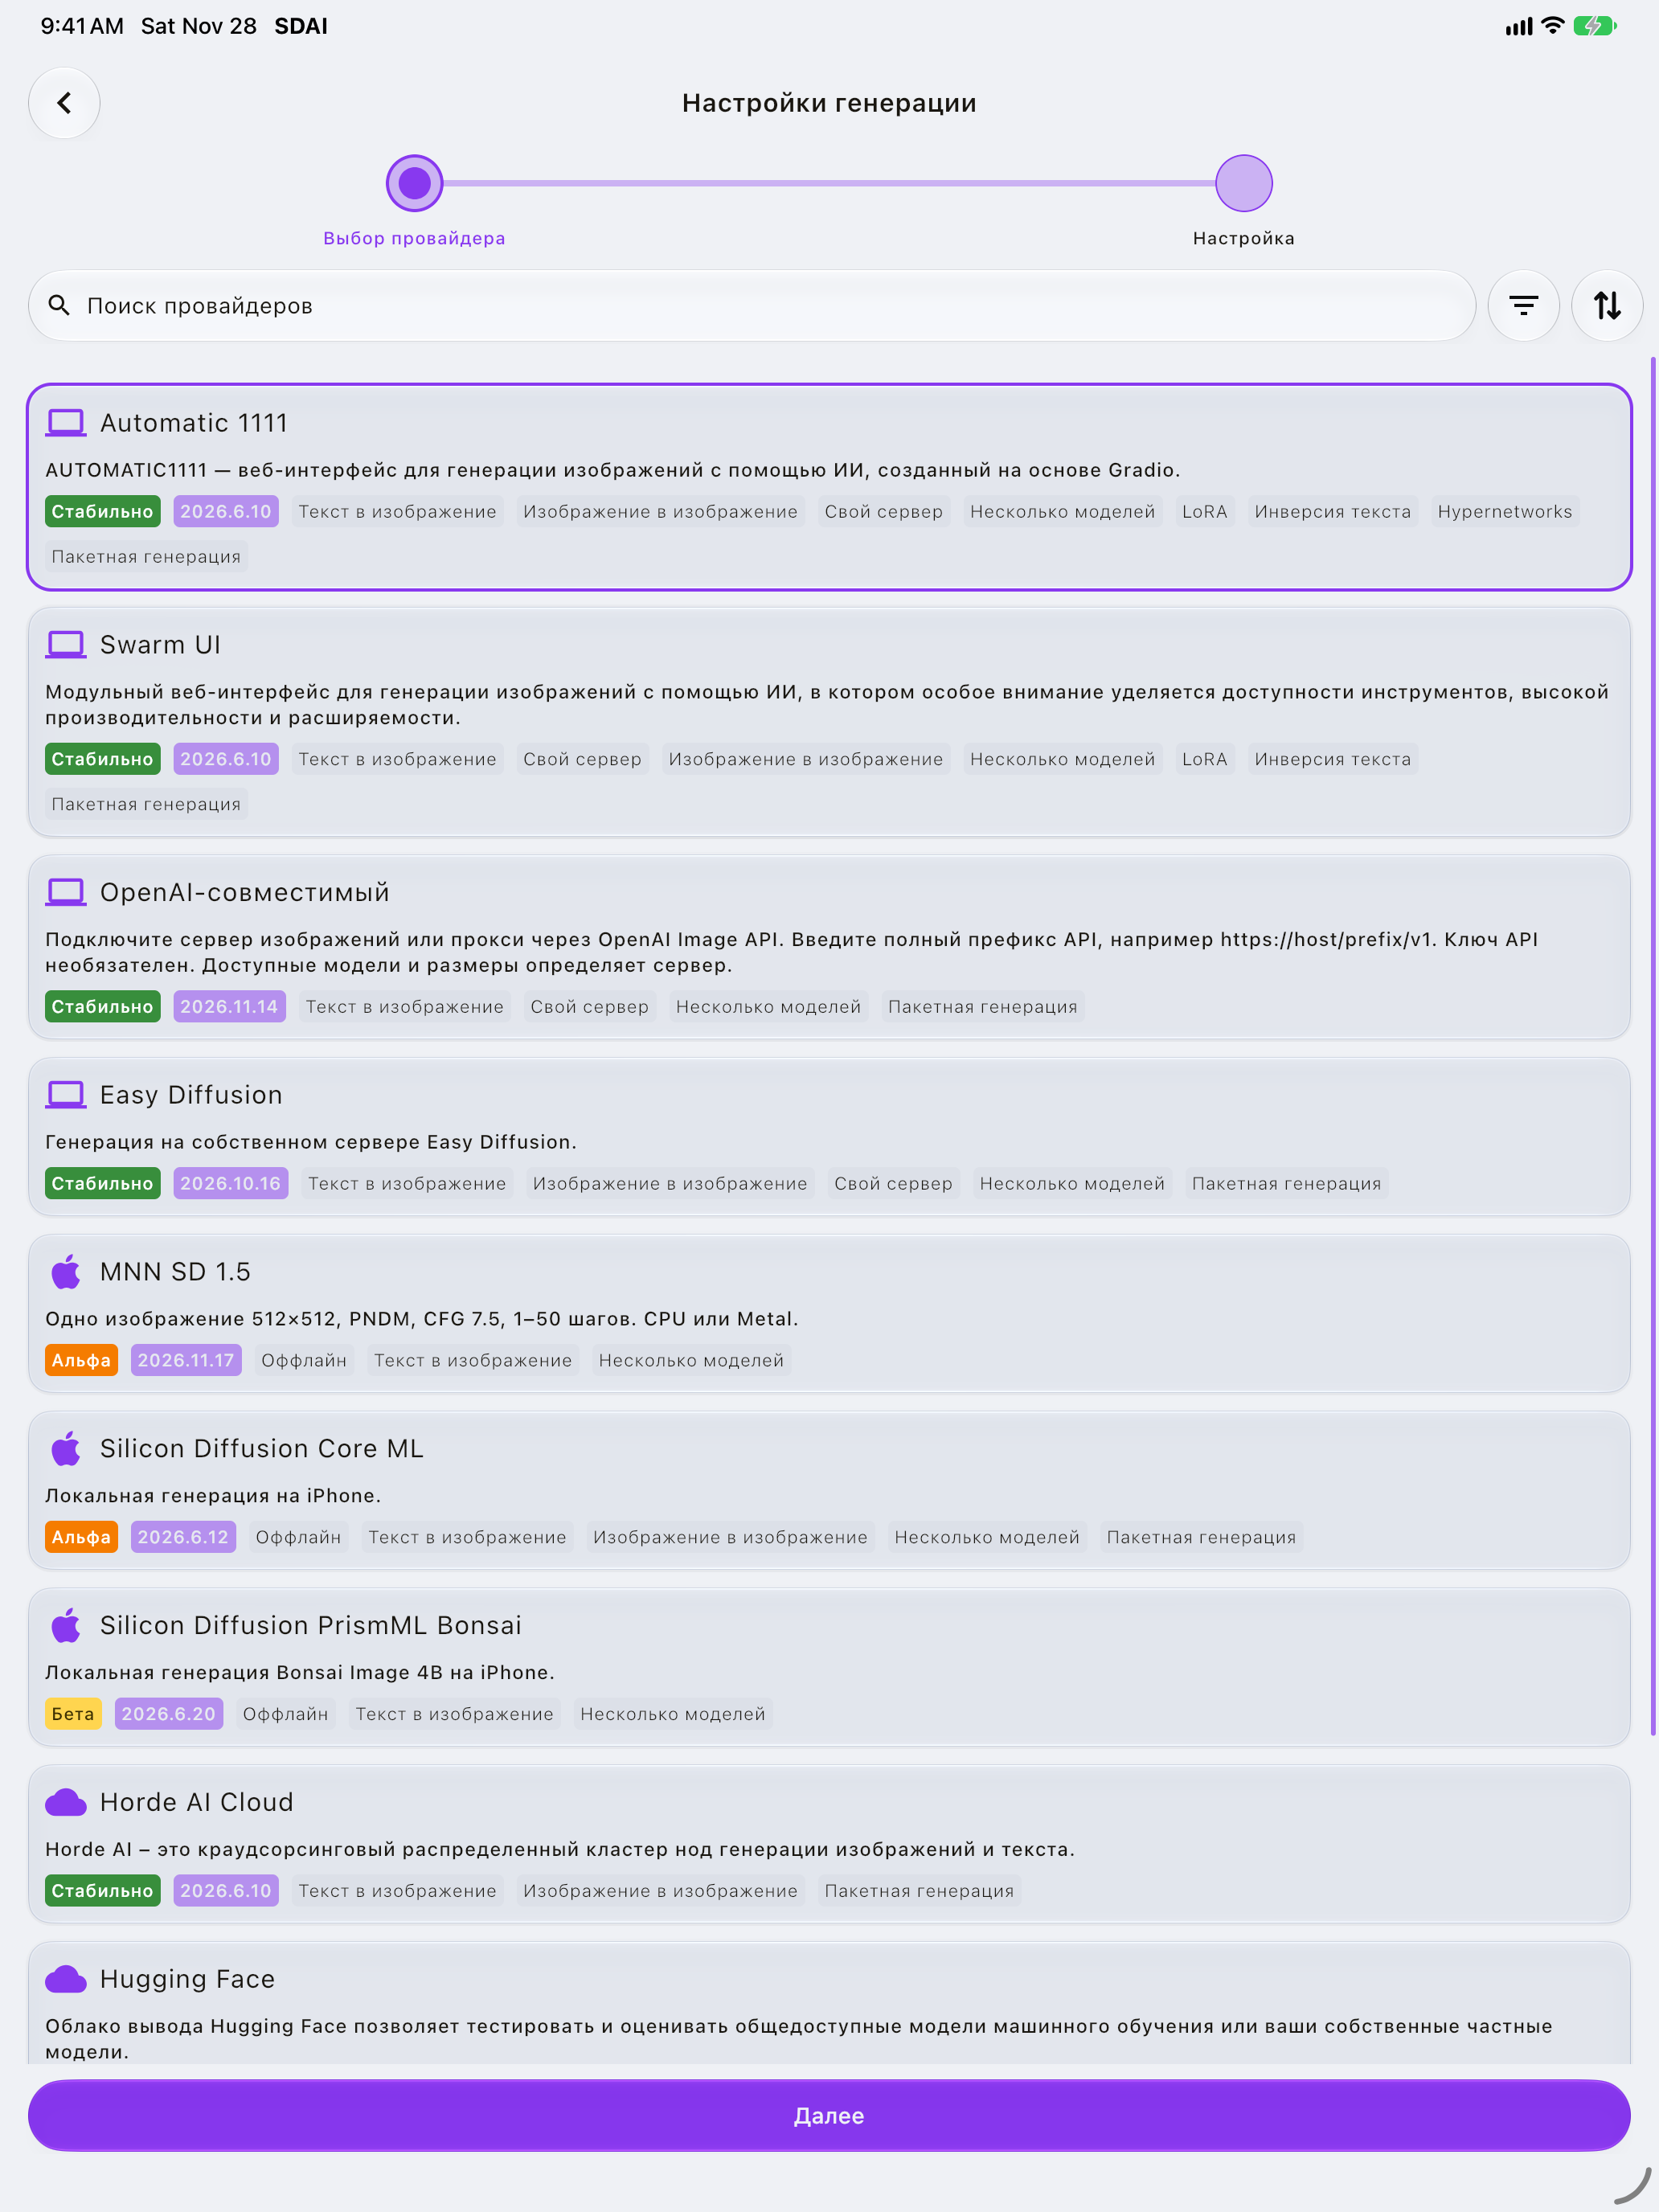 9:41 AM Sat Nov 28 SDAI
Настройки генерации
Выбор провайдера
Настройка
Поиск провайдеров
Automatic 1111
AUTOMATIC1111 — веб-интерфейс для генерации изображений с помощью ИИ, созданный на основе Gradio.
Стабильно 2026.6.10 Текст в изображение Изображение в изображение Свой сервер Несколько моделей LoRA Инверсия текста Hypernetworks
Пакетная генерация
Swarm UI
Модульный веб-интерфейс для генерации изображений с помощью ИИ, в котором особое внимание уделяется доступности инструментов, высокой
производительности и расширяемости.
Стабильно 2026.6.10 Текст в изображение Свой сервер Изображение в изображение Несколько моделей LoRA Инверсия текста
Пакетная генерация
OpenAI-совместимый
Подключите сервер изображений или прокси через OpenAI Image API. Введите полный префикс API, например https://host/prefix/v1. Ключ API
необязателен. Доступные модели и размеры определяет сервер.
Стабильно 2026.11.14 Текст в изображение Свой сервер Несколько моделей Пакетная генерация
Easy Diffusion
Генерация на собственном сервере Easy Diffusion.
Стабильно 2026.10.16 Текст в изображение Изображение в изображение Свой сервер Несколько моделей Пакетная генерация
MNN SD 1.5
Одно изображение 512×512, PNDM, CFG 7.5, 1–50 шагов. CPU или Metal.
Альфа 2026.11.17 Оффлайн Текст в изображение Несколько моделей
Silicon Diffusion Core ML
Локальная генерация на iPhone.
Альфа 2026.6.12 Оффлайн Текст в изображение Изображение в изображение Несколько моделей Пакетная генерация
Silicon Diffusion PrismML Bonsai
Локальная генерация Bonsai Image 4B на iPhone.
Бета 2026.6.20 Оффлайн Текст в изображение Несколько моделей
Horde AI Cloud
Horde AI – это краудсорсинговый распределенный кластер нод генерации изображений и текста.
Стабильно 2026.6.10 Текст в изображение Изображение в изображение Пакетная генерация
Hugging Face
Облако вывода Hugging Face позволяет тестировать и оценивать общедоступные модели машинного обучения или ваши собственные частные
модели.
Далее